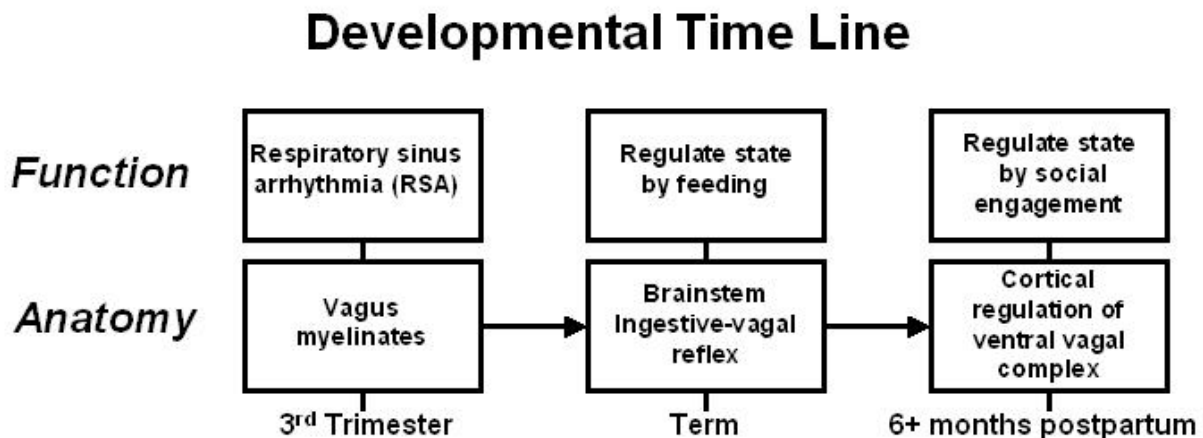 Developmental Time Line
Function
Respiratory sinus
arrhythmia (RSA)
Regulate state
by feeding
Regulate state
by social
engagement
Anatomy
Vagus
myelinates
Brainstem
Ingestive-vagal
reflex
Cortical
regulation of
ventral vagal
complex
3rd Trimester
Term
6+ months postpartum